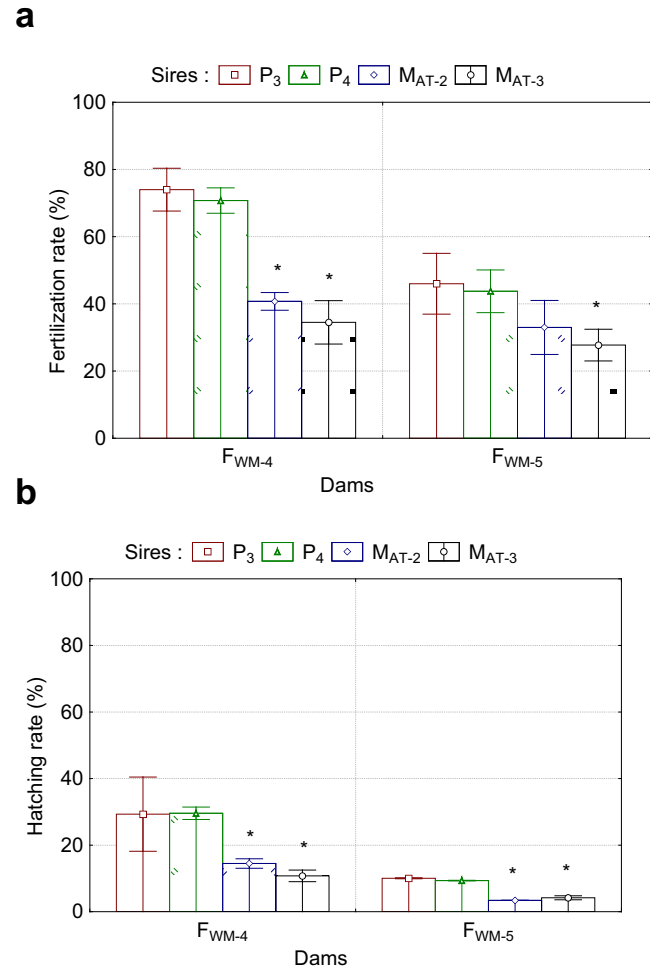 a
Sires : P3 P4 MAT-2 MAT-3
100
80
60
40
20
0
Fertilization rate (%)
* * *
FWM-4 FWM-5
Dams
b
Sires : P3 P4 MAT-2 MAT-3
100
80
60
40
20
0
Hatching rate (%)
* * * *
FWM-4 FWM-5
Dams